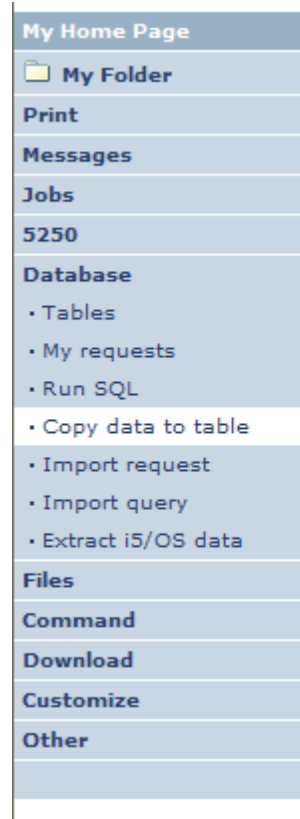 My Home Page
My Folder
Print
Messages
Jobs
5250
Database
· Tables
· My requests
· Run SQL
· Copy data to table
· Import request
· Import query
· Extract i5/OS data
Files
Command
Download
Customize
Other